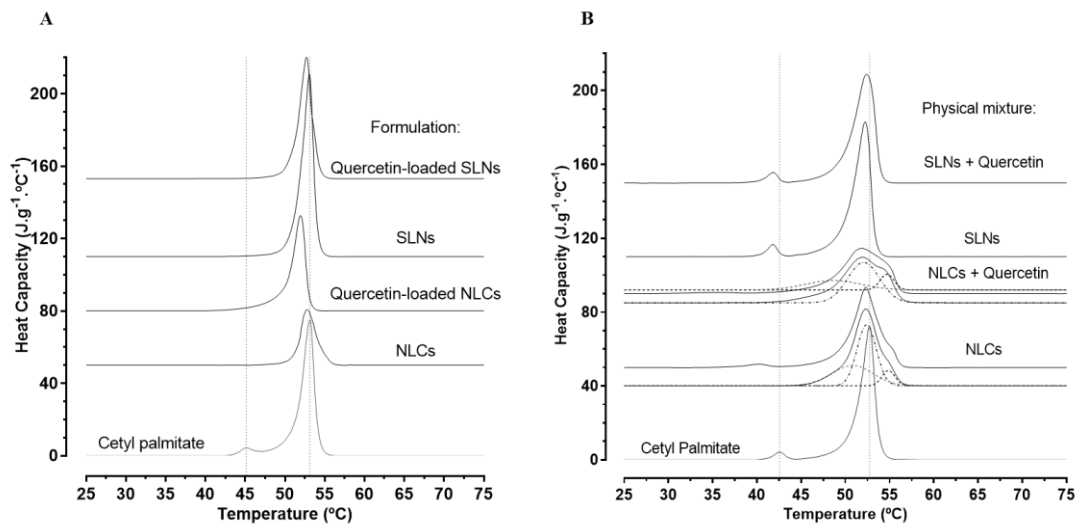 A
Heat Capacity (J.g⁻¹.ºC⁻¹)
200
160
120
80
40
0
Formulation:
Quercetin-loaded SLNs
SLNs
Quercetin-loaded NLCs
NLCs
Cetyl palmitate
25 30 35 40 45 50 55 60 65 70 75
Temperature (ºC)
B
Heat Capacity (J.g⁻¹.ºC⁻¹)
200
160
120
80
40
0
Physical mixture:
SLNs + Quercetin
SLNs
NLCs + Quercetin
NLCs
Cetyl Palmitate
25 30 35 40 45 50 55 60 65 70 75
Temperature (ºC)